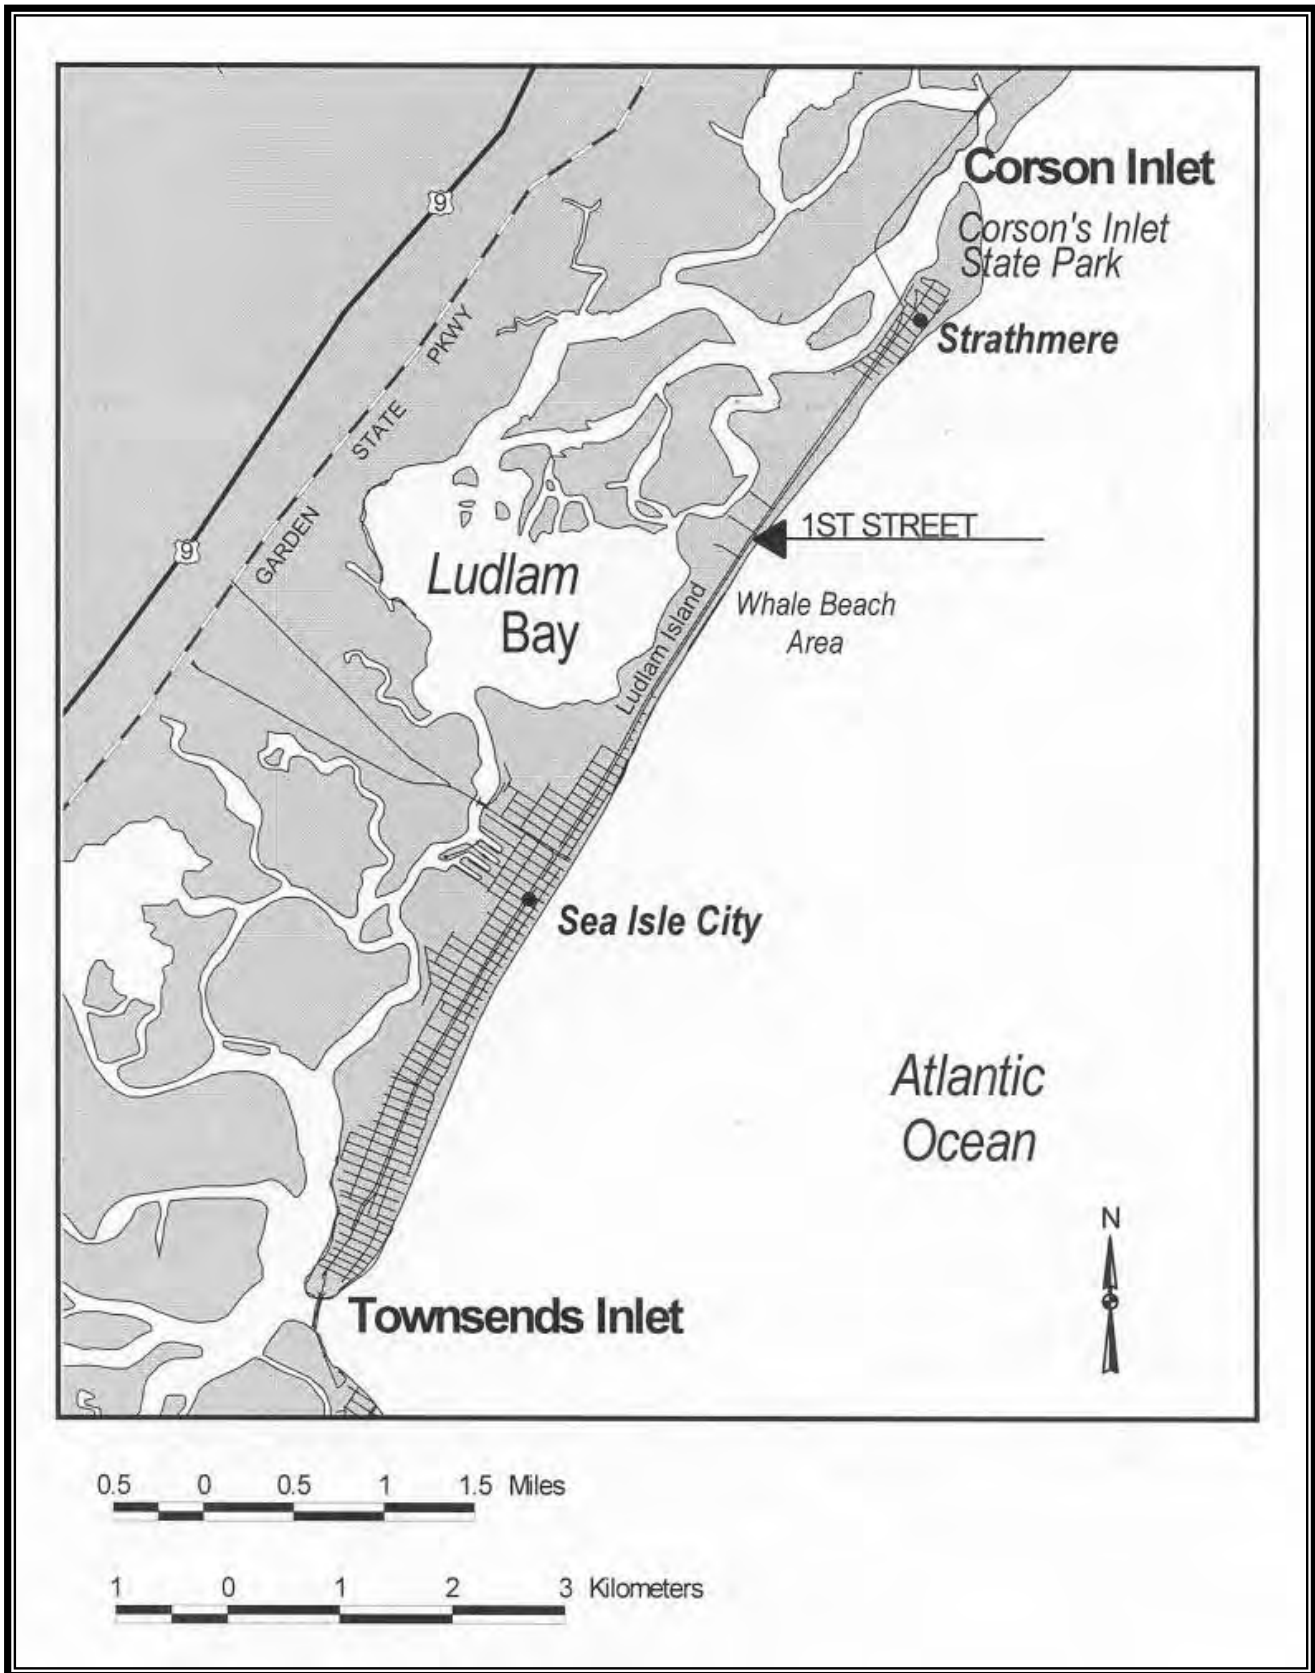 Corson Inlet
9
Corson's Inlet
State Park
Strathmere
GARDEN STATE PKWY
1ST STREET
9
Ludlam
Bay
Ludlam Island
Whale Beach
Area
Sea Isle City
Atlantic
Ocean
N
Townsends Inlet
0.5 0 0.5 1 1.5 Miles
1 0 1 2 3 Kilometers